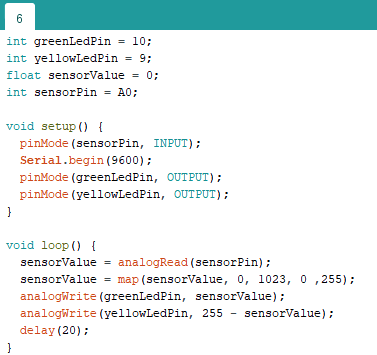 6
int greenLedPin = 10;
int yellowLedPin = 9;
float sensorValue = 0;
int sensorPin = A0;

void setup() {
  pinMode(sensorPin, INPUT);
  Serial.begin(9600);
  pinMode(greenLedPin, OUTPUT);
  pinMode(yellowLedPin, OUTPUT);
}

void loop() {
  sensorValue = analogRead(sensorPin);
  sensorValue = map(sensorValue, 0, 1023, 0 ,255);
  analogWrite(greenLedPin, sensorValue);
  analogWrite(yellowLedPin, 255 - sensorValue);
  delay(20);
}